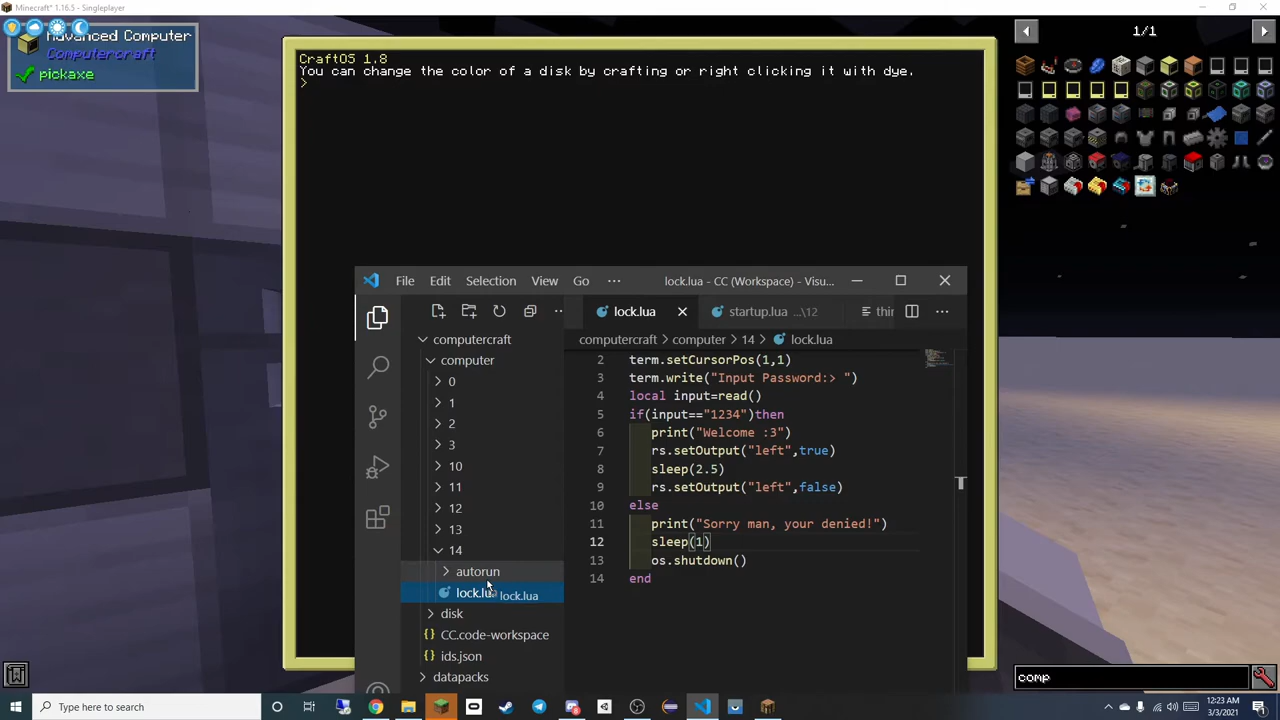 Minecraft* 1.16.5 - Singleplayer
Advanced Computer
Computercraft
pickaxe
CraftOS 1.8
You can change the color of a disk by crafting or right clicking it with dye.
>
1/1
File Edit Selection View Go ··· lock.lua - CC (Workspace) - Visu...
lock.lua startup.lua ...\12
computercraft > computer > 14 > lock.lua
computercraft
computer
0
1
2
3
10
11
12
13
14
autorun
lock.lua
disk
CC.code-workspace
ids.json
datapacks
2 term.setCursorPos(1,1)
3 term.write("Input Password:> ")
4 local input=read()
5 if(input=="1234")then
6 print("Welcome :3")
7 rs.setOutput("left",true)
8 sleep(2.5)
9 rs.setOutput("left",false)
10 else
11 print("Sorry man, your denied!")
12 sleep(1)
13 os.shutdown()
14 end
comp
Type here to search
12:23 AM
3/3/2021